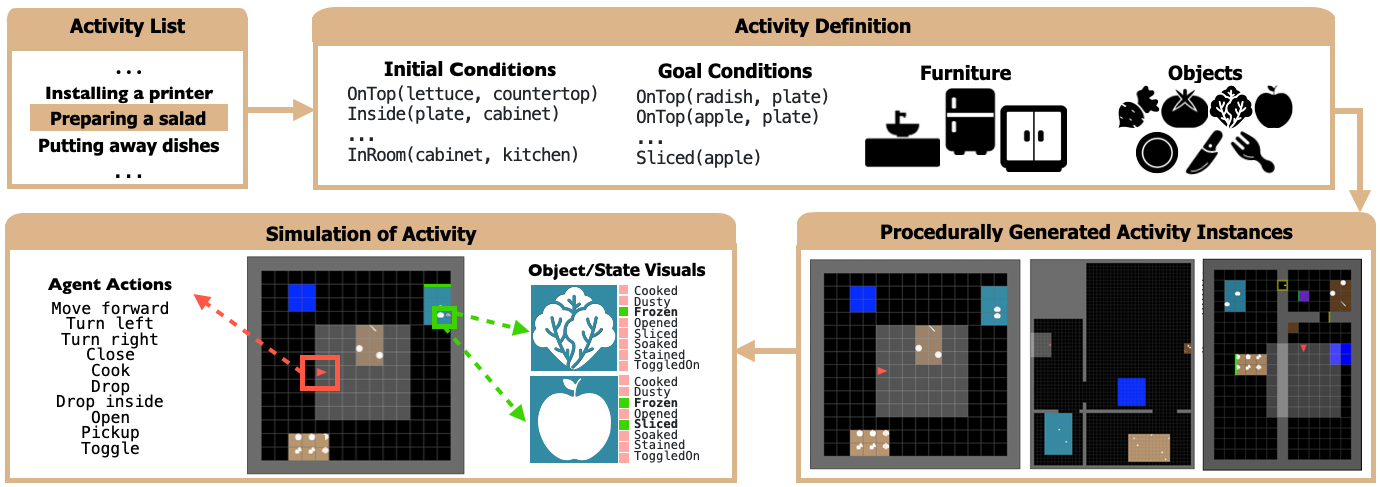 Activity List
...
Installing a printer
Preparing a salad
Putting away dishes
...
Activity Definition
Initial Conditions
OnTop(lettuce, countertop)
Inside(plate, cabinet)
...
InRoom(cabinet, kitchen)
Goal Conditions
OnTop(radish, plate)
OnTop(apple, plate)
...
Sliced(apple)
Furniture
Objects
Procedurally Generated Activity Instances
Simulation of Activity
Agent Actions
Move forward
Turn left
Turn right
Close
Cook
Drop
Drop inside
Open
Pickup
Toggle
Object/State Visuals
Cooked
Dusty
Frozen
Opened
Sliced
Soaked
Stained
ToggledOn
Cooked
Dusty
Frozen
Opened
Sliced
Soaked
Stained
ToggledOn